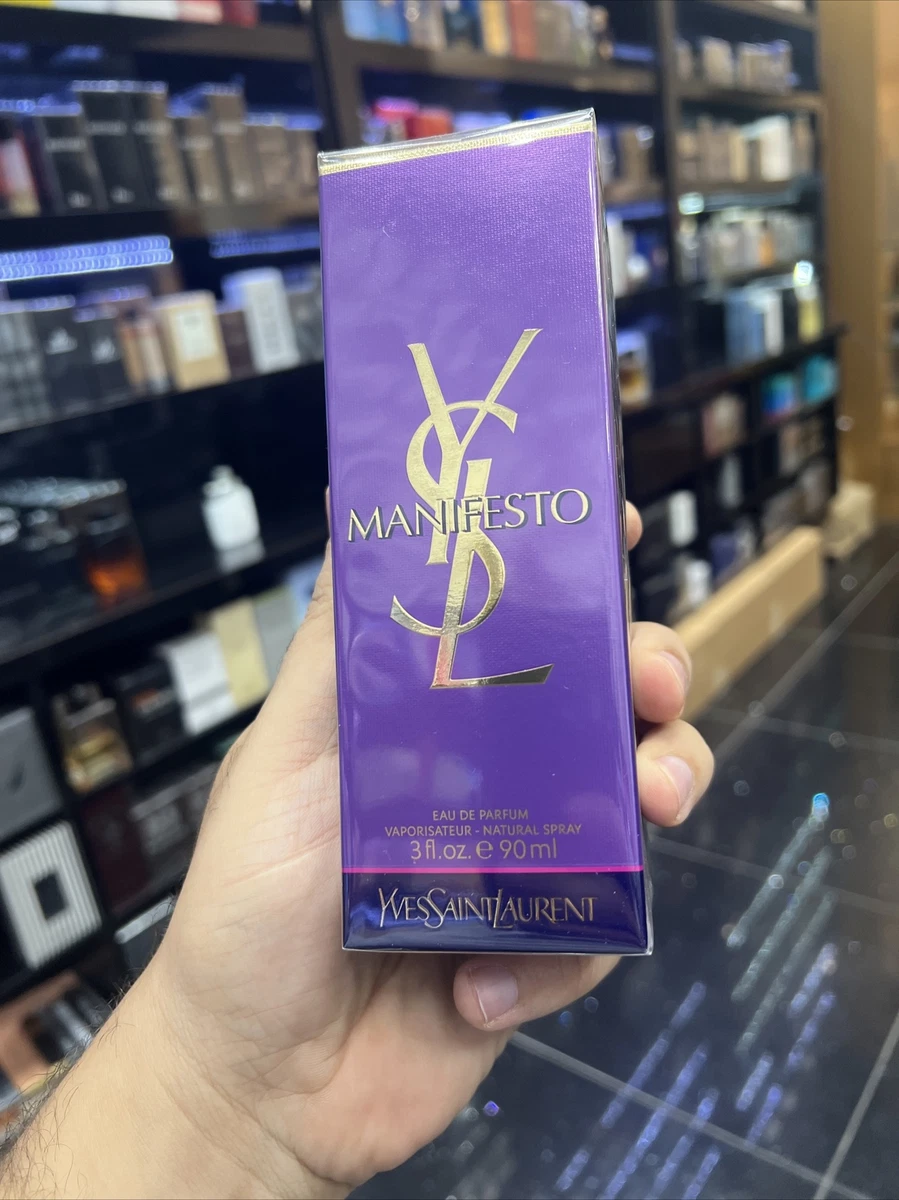 YSL
MANIFESTO
EAU DE PARFUM
VAPORISATEUR - NATURAL SPRAY
3 fl.oz. e 90 ml
YVESSAINTLAURENT